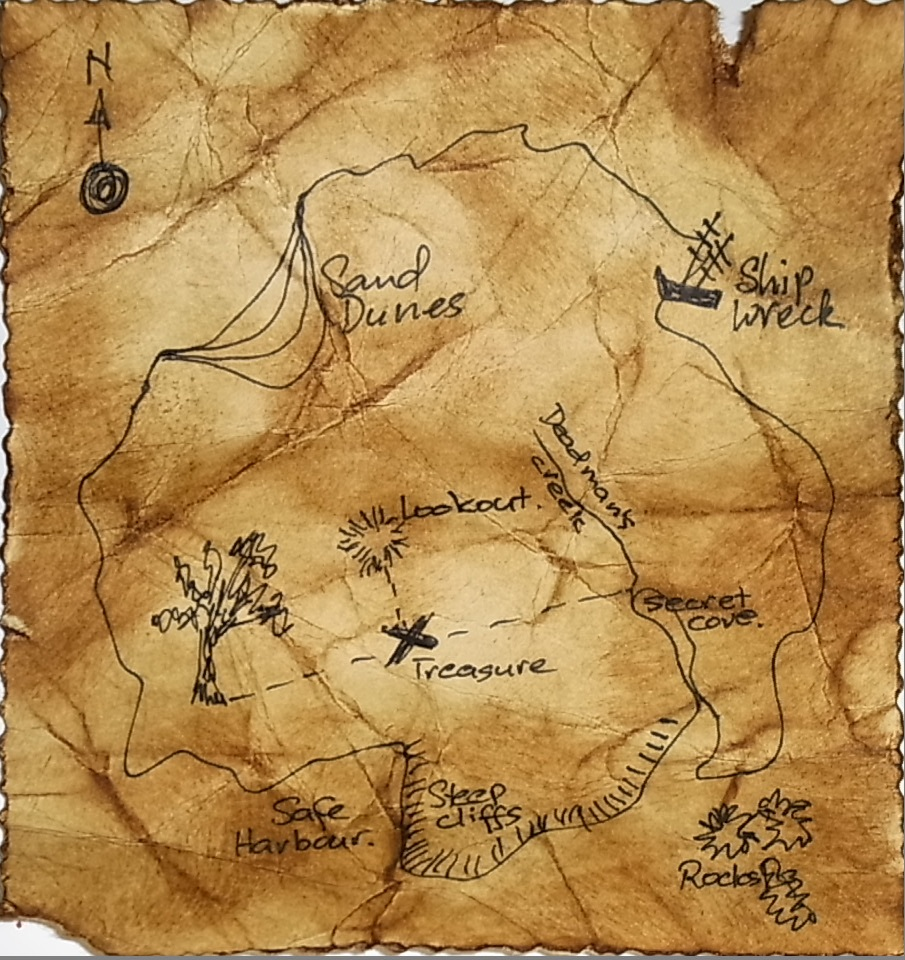 N
Sand
Dunes
Ship
Wreck
Deadmans
creek
Lookout.
Secret
cove.
Treasure
Safe
Harbour.
Steep
cliffs
Rocks